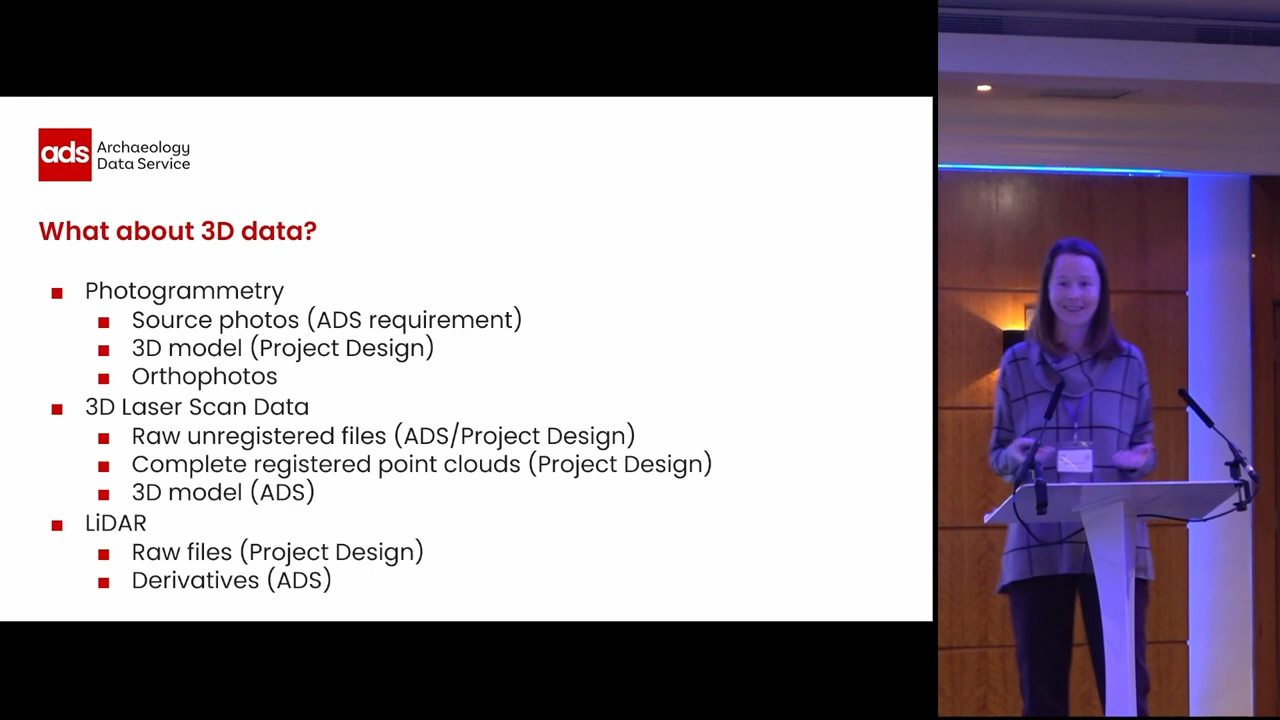 ads
Archaeology
Data Service
What about 3D data?
Photogrammetry
Source photos (ADS requirement)
3D model (Project Design)
Orthophotos
3D Laser Scan Data
Raw unregistered files (ADS/Project Design)
Complete registered point clouds (Project Design)
3D model (ADS)
LiDAR
Raw files (Project Design)
Derivatives (ADS)